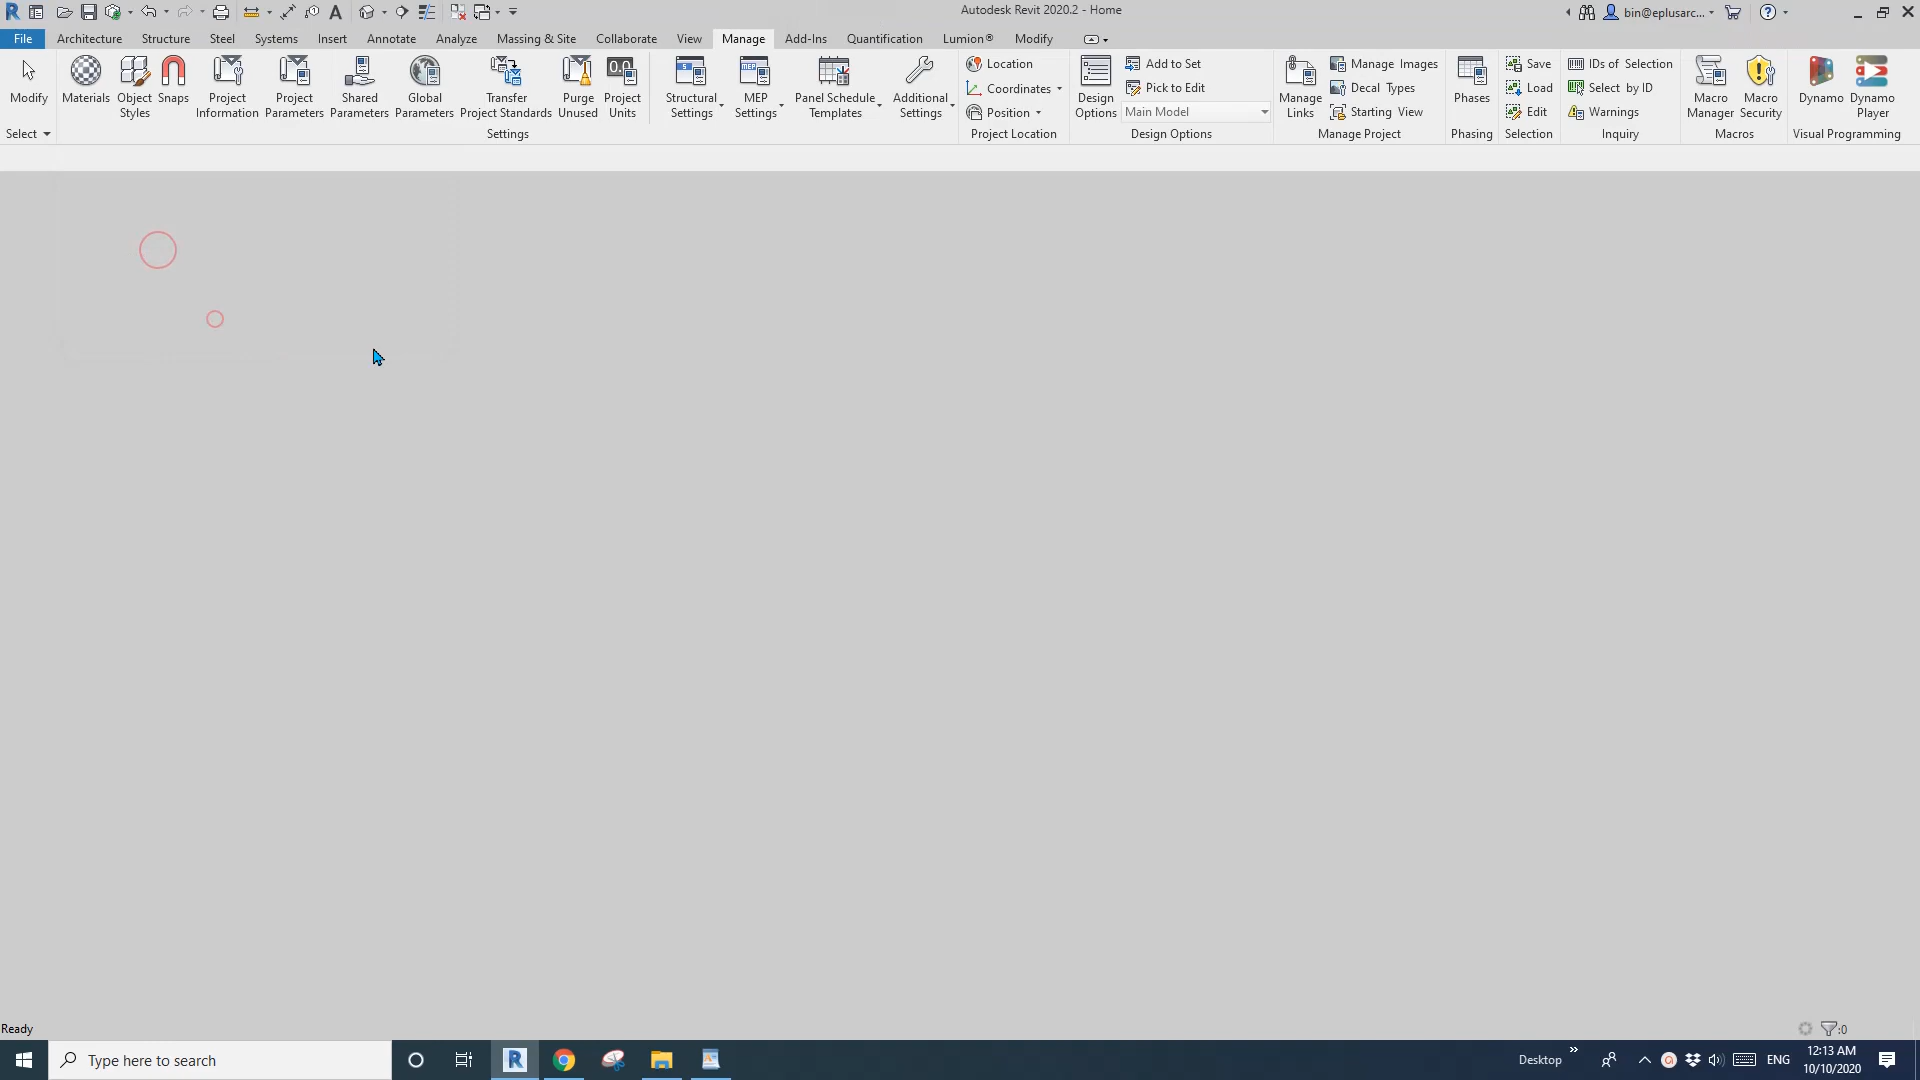 Autodesk Revit 2020.2 - Home
bin@eplusarc...
File Architecture Structure Steel Systems Insert Annotate Analyze Massing & Site Collaborate View Manage Add-Ins Quantification Lumion® Modify
Modify
Materials
Object
Styles
Snaps
Project
Information
Project
Parameters
Shared
Parameters
Global
Parameters
Transfer
Project Standards
Purge
Unused
0.0
Project
Units
Structural
Settings
MEP
MEP
Settings
Panel Schedule
Templates
Additional
Settings
Location
Coordinates
Position
Design
Options
Add to Set
Pick to Edit
Main Model
Manage
Links
Manage Images
Decal Types
Starting View
Phases
Save
Load
Edit
IDs of Selection
Select by ID
Warnings
Macro
Manager
Macro
Security
Dynamo
Dynamo
Player
Select Settings Project Location Design Options Manage Project Phasing Selection Inquiry Macros Visual Programming
Ready
:0
Type here to search
Desktop
ENG
12:13 AM
10/10/2020